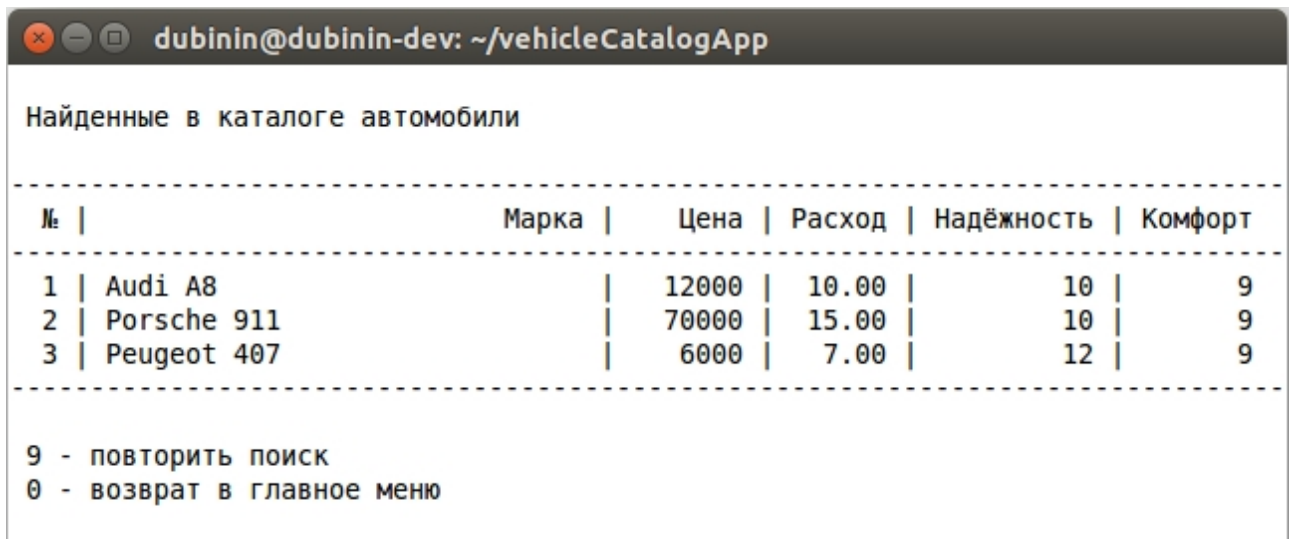 dubinin@dubinin-dev: ~/vehicleCatalogApp
Найденные в каталоге автомобили
--------------------------------------------------------------------------------
№ | Марка | Цена | Расход | Надёжность | Комфорт
--------------------------------------------------------------------------------
1 | Audi A8 | 12000 | 10.00 | 10 | 9
2 | Porsche 911 | 70000 | 15.00 | 10 | 9
3 | Peugeot 407 | 6000 | 7.00 | 12 | 9
--------------------------------------------------------------------------------
9 - повторить поиск
0 - возврат в главное меню